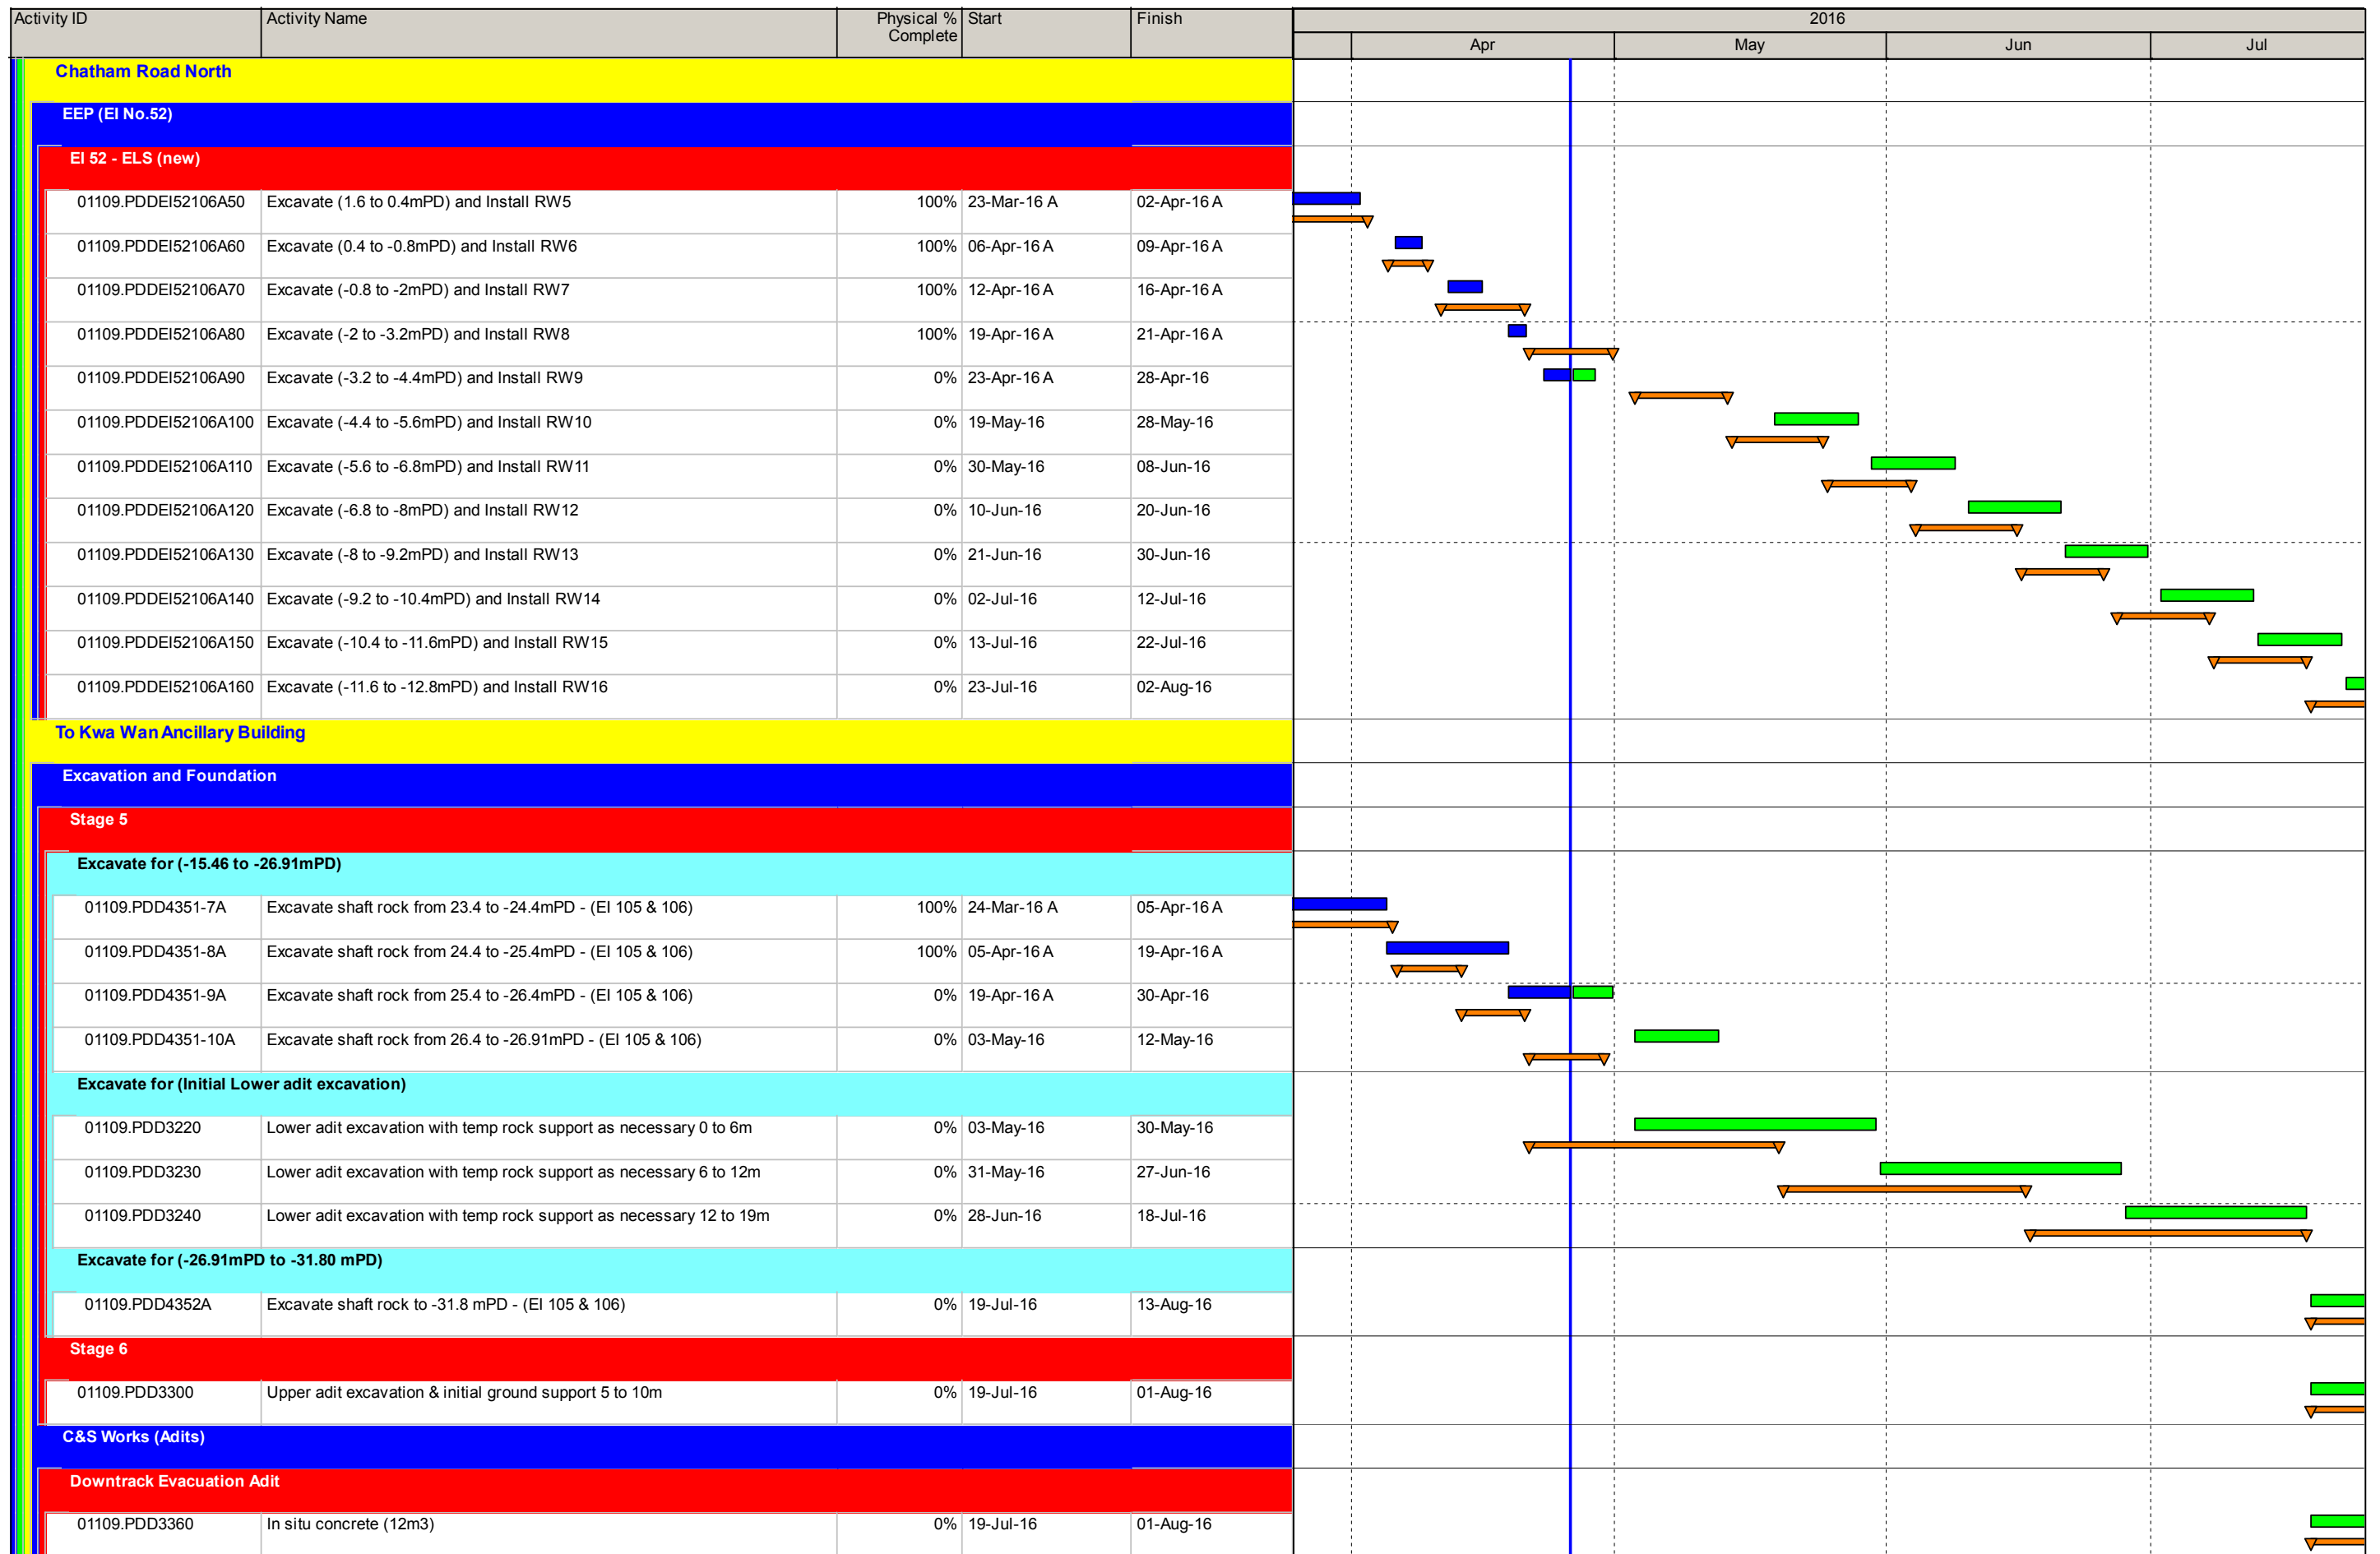 Activity ID Activity Name Physical % Complete Start Finish 2016
Apr May Jun Jul
Chatham Road North
EEP (EI No.52)
EI 52 - ELS (new)
01109.PDDEI52106A50 Excavate (1.6 to 0.4mPD) and Install RW5 100% 23-Mar-16 A 02-Apr-16 A
01109.PDDEI52106A60 Excavate (0.4 to -0.8mPD) and Install RW6 100% 06-Apr-16 A 09-Apr-16 A
01109.PDDEI52106A70 Excavate (-0.8 to -2mPD) and Install RW7 100% 12-Apr-16 A 16-Apr-16 A
01109.PDDEI52106A80 Excavate (-2 to -3.2mPD) and Install RW8 100% 19-Apr-16 A 21-Apr-16 A
01109.PDDEI52106A90 Excavate (-3.2 to -4.4mPD) and Install RW9 0% 23-Apr-16 A 28-Apr-16
01109.PDDEI52106A100 Excavate (-4.4 to -5.6mPD) and Install RW10 0% 19-May-16 28-May-16
01109.PDDEI52106A110 Excavate (-5.6 to -6.8mPD) and Install RW11 0% 30-May-16 08-Jun-16
01109.PDDEI52106A120 Excavate (-6.8 to -8mPD) and Install RW12 0% 10-Jun-16 20-Jun-16
01109.PDDEI52106A130 Excavate (-8 to -9.2mPD) and Install RW13 0% 21-Jun-16 30-Jun-16
01109.PDDEI52106A140 Excavate (-9.2 to -10.4mPD) and Install RW14 0% 02-Jul-16 12-Jul-16
01109.PDDEI52106A150 Excavate (-10.4 to -11.6mPD) and Install RW15 0% 13-Jul-16 22-Jul-16
01109.PDDEI52106A160 Excavate (-11.6 to -12.8mPD) and Install RW16 0% 23-Jul-16 02-Aug-16
To Kwa Wan Ancillary Building
Excavation and Foundation
Stage 5
Excavate for (-15.46 to -26.91mPD)
01109.PDD4351-7A Excavate shaft rock from 23.4 to -24.4mPD - (EI 105 & 106) 100% 24-Mar-16 A 05-Apr-16 A
01109.PDD4351-8A Excavate shaft rock from 24.4 to -25.4mPD - (EI 105 & 106) 100% 05-Apr-16 A 19-Apr-16 A
01109.PDD4351-9A Excavate shaft rock from 25.4 to -26.4mPD - (EI 105 & 106) 0% 19-Apr-16 A 30-Apr-16
01109.PDD4351-10A Excavate shaft rock from 26.4 to -26.91mPD - (EI 105 & 106) 0% 03-May-16 12-May-16
Excavate for (Initial Lower adit excavation)
01109.PDD3220 Lower adit excavation with temp rock support as necessary 0 to 6m 0% 03-May-16 30-May-16
01109.PDD3230 Lower adit excavation with temp rock support as necessary 6 to 12m 0% 31-May-16 27-Jun-16
01109.PDD3240 Lower adit excavation with temp rock support as necessary 12 to 19m 0% 28-Jun-16 18-Jul-16
Excavate for (-26.91mPD to -31.80 mPD)
01109.PDD4352A Excavate shaft rock to -31.8 mPD - (EI 105 & 106) 0% 19-Jul-16 13-Aug-16
Stage 6
01109.PDD3300 Upper adit excavation & initial ground support 5 to 10m 0% 19-Jul-16 01-Aug-16
C&S Works (Adits)
Downtrack Evacuation Adit
01109.PDD3360 In situ concrete (12m3) 0% 19-Jul-16 01-Aug-16